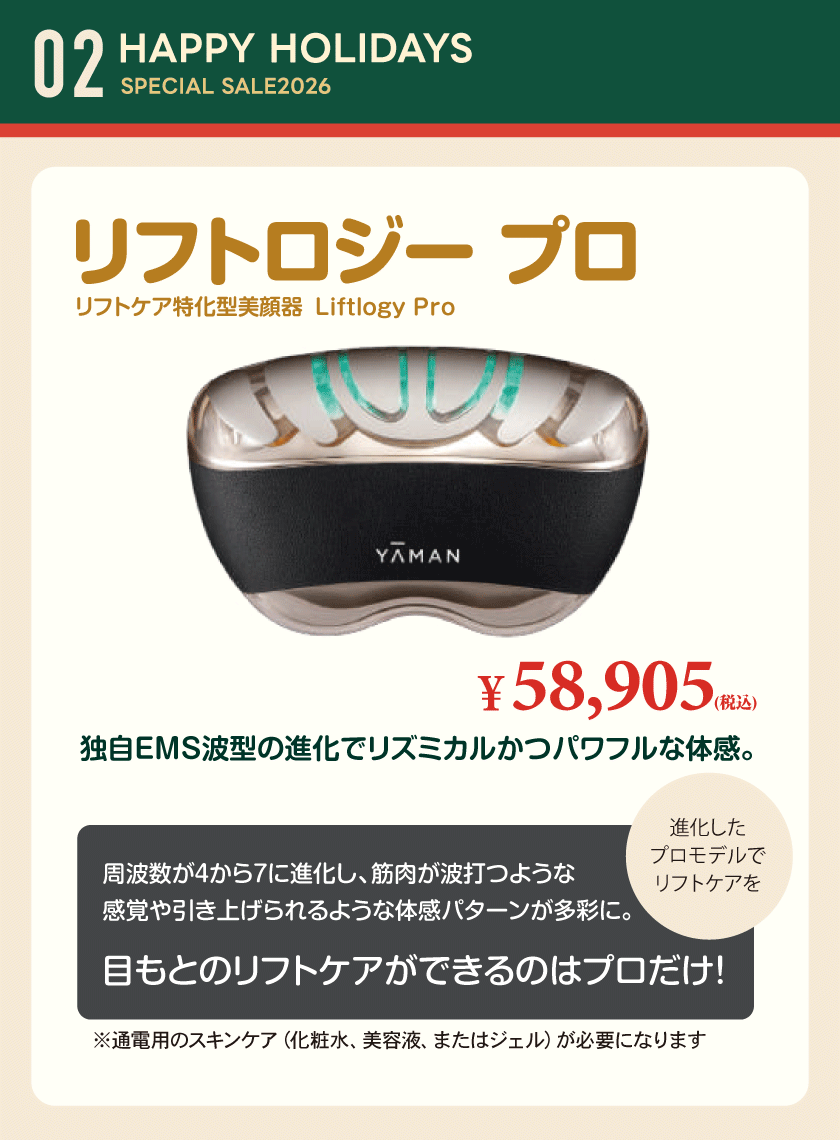 02 HAPPY HOLIDAYS
SPECIAL SALE2026
リフトロジー プロ
リフトケア特化型美顔器 Liftlogy Pro
YĀMAN
¥58,905(税込)
独自EMS波型の進化でリズミカルかつパワフルな体感。
進化した
プロモデルで
リフトケアを
周波数が4から7に進化し、筋肉が波打つような
感覚や引き上げられるような体感パターンが多彩に。
目もとのリフトケアができるのはプロだけ!
※通電用のスキンケア（化粧水、美容液、またはジェル）が必要になります